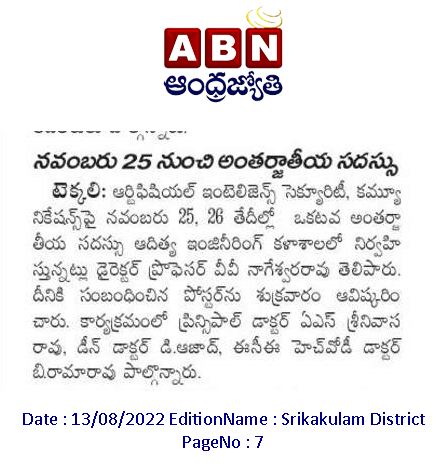 ABN
ఆంధ్రజ్యోతి
నవంబరు 25 నుంచి అంతర్జాతీయ సదస్సు
టెక్కలి: ఆర్టిఫిషియల్ ఇంటెలిజెన్స్ సెక్యూరిటీ, కమ్యూ
నికేషన్స్‌పై నవంబరు 25, 26 తేదీల్లో ఒకటవ అంతర్జా
తీయ సదస్సు ఆదిత్య ఇంజినీరింగ్ కళాశాలలో నిర్వహి
స్తున్నట్లు డైరెక్టర్ ప్రొఫెసర్ వీవీ నాగేశ్వరరావు తెలిపారు.
దీనికి సంబంధించిన పోస్టర్‌ను శుక్రవారం ఆవిష్కరిం
చారు. కార్యక్రమంలో ప్రిన్సిపాల్ డాక్టర్ ఏఎస్ శ్రీనివాస
రావు, డీన్ డాక్టర్ డి.ఆజాద్, ఈసీఈ హెచ్‌వోడీ డాక్టర్
బి.రామారావు పాల్గొన్నారు.
Date : 13/08/2022 EditionName : Srikakulam District
PageNo : 7